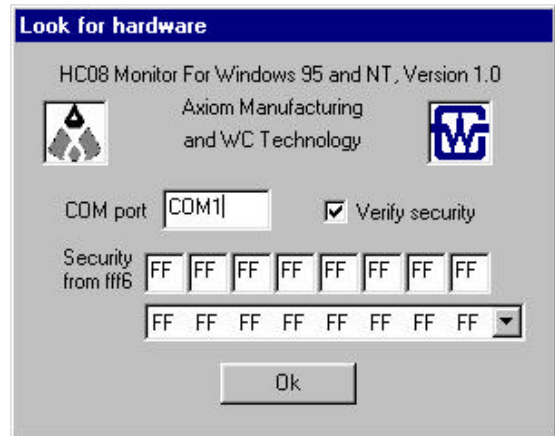 Look for hardware
HC08 Monitor For Windows 95 and NT, Version 1.0
Axiom Manufacturing
and WC Technology
COM port COM1 Verify security
Security
from fff6 FF FF FF FF FF FF FF FF
FF FF FF FF FF FF FF FF
Ok